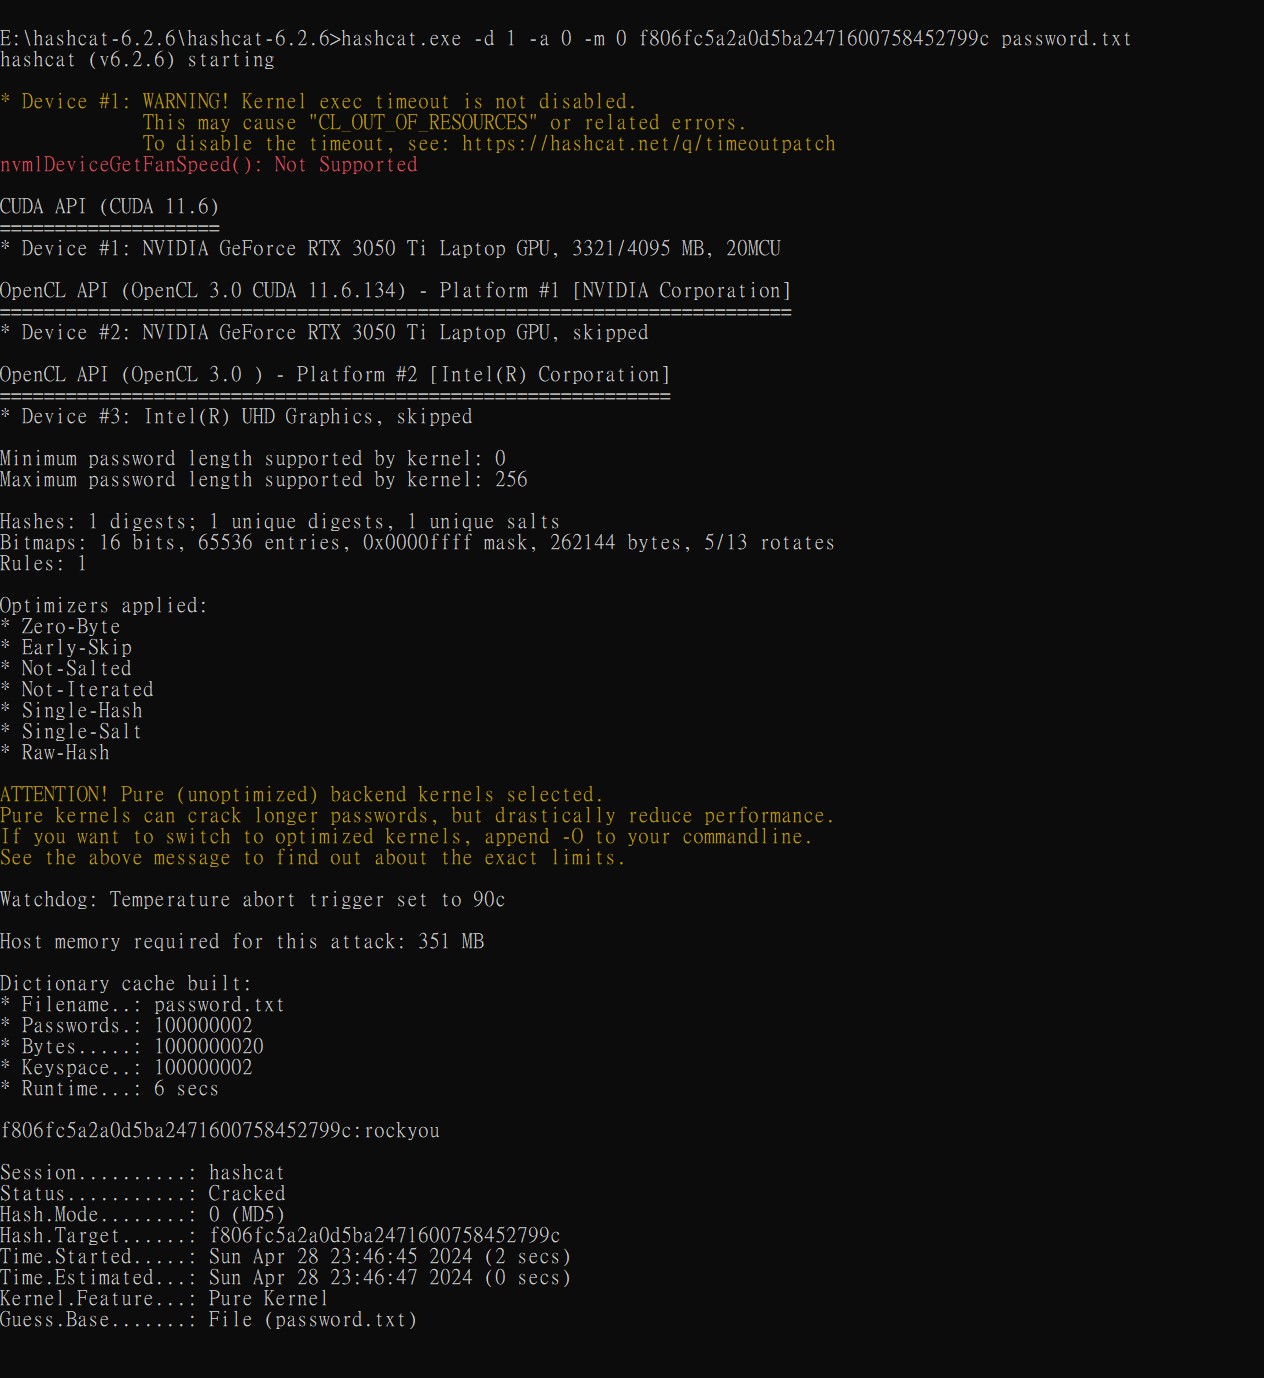 E:\hashcat-6.2.6\hashcat-6.2.6>hashcat.exe -d 1 -a 0 -m 0 f806fc5a2a0d5ba2471600758452799c password.txt
hashcat (v6.2.6) starting
* Device #1: WARNING! Kernel exec timeout is not disabled.
This may cause "CL_OUT_OF_RESOURCES" or related errors.
To disable the timeout, see: https://hashcat.net/q/timeoutpatch
nvmlDeviceGetFanSpeed(): Not Supported
CUDA API (CUDA 11.6)
====================
* Device #1: NVIDIA GeForce RTX 3050 Ti Laptop GPU, 3321/4095 MB, 20MCU
OpenCL API (OpenCL 3.0 CUDA 11.6.134) - Platform #1 [NVIDIA Corporation]
========================================================================
* Device #2: NVIDIA GeForce RTX 3050 Ti Laptop GPU, skipped
OpenCL API (OpenCL 3.0 ) - Platform #2 [Intel(R) Corporation]
=============================================================
* Device #3: Intel(R) UHD Graphics, skipped
Minimum password length supported by kernel: 0
Maximum password length supported by kernel: 256
Hashes: 1 digests; 1 unique digests, 1 unique salts
Bitmaps: 16 bits, 65536 entries, 0x0000ffff mask, 262144 bytes, 5/13 rotates
Rules: 1
Optimizers applied:
* Zero-Byte
* Early-Skip
* Not-Salted
* Not-Iterated
* Single-Hash
* Single-Salt
* Raw-Hash
ATTENTION! Pure (unoptimized) backend kernels selected.
Pure kernels can crack longer passwords, but drastically reduce performance.
If you want to switch to optimized kernels, append -O to your commandline.
See the above message to find out about the exact limits.
Watchdog: Temperature abort trigger set to 90c
Host memory required for this attack: 351 MB
Dictionary cache built:
* Filename..: password.txt
* Passwords.: 100000002
* Bytes.....: 1000000020
* Keyspace..: 100000002
* Runtime...: 6 secs
f806fc5a2a0d5ba2471600758452799c:rockyou
Session..........: hashcat
Status...........: Cracked
Hash.Mode........: 0 (MD5)
Hash.Target......: f806fc5a2a0d5ba2471600758452799c
Time.Started.....: Sun Apr 28 23:46:45 2024 (2 secs)
Time.Estimated...: Sun Apr 28 23:46:47 2024 (0 secs)
Kernel.Feature...: Pure Kernel
Guess.Base.......: File (password.txt)